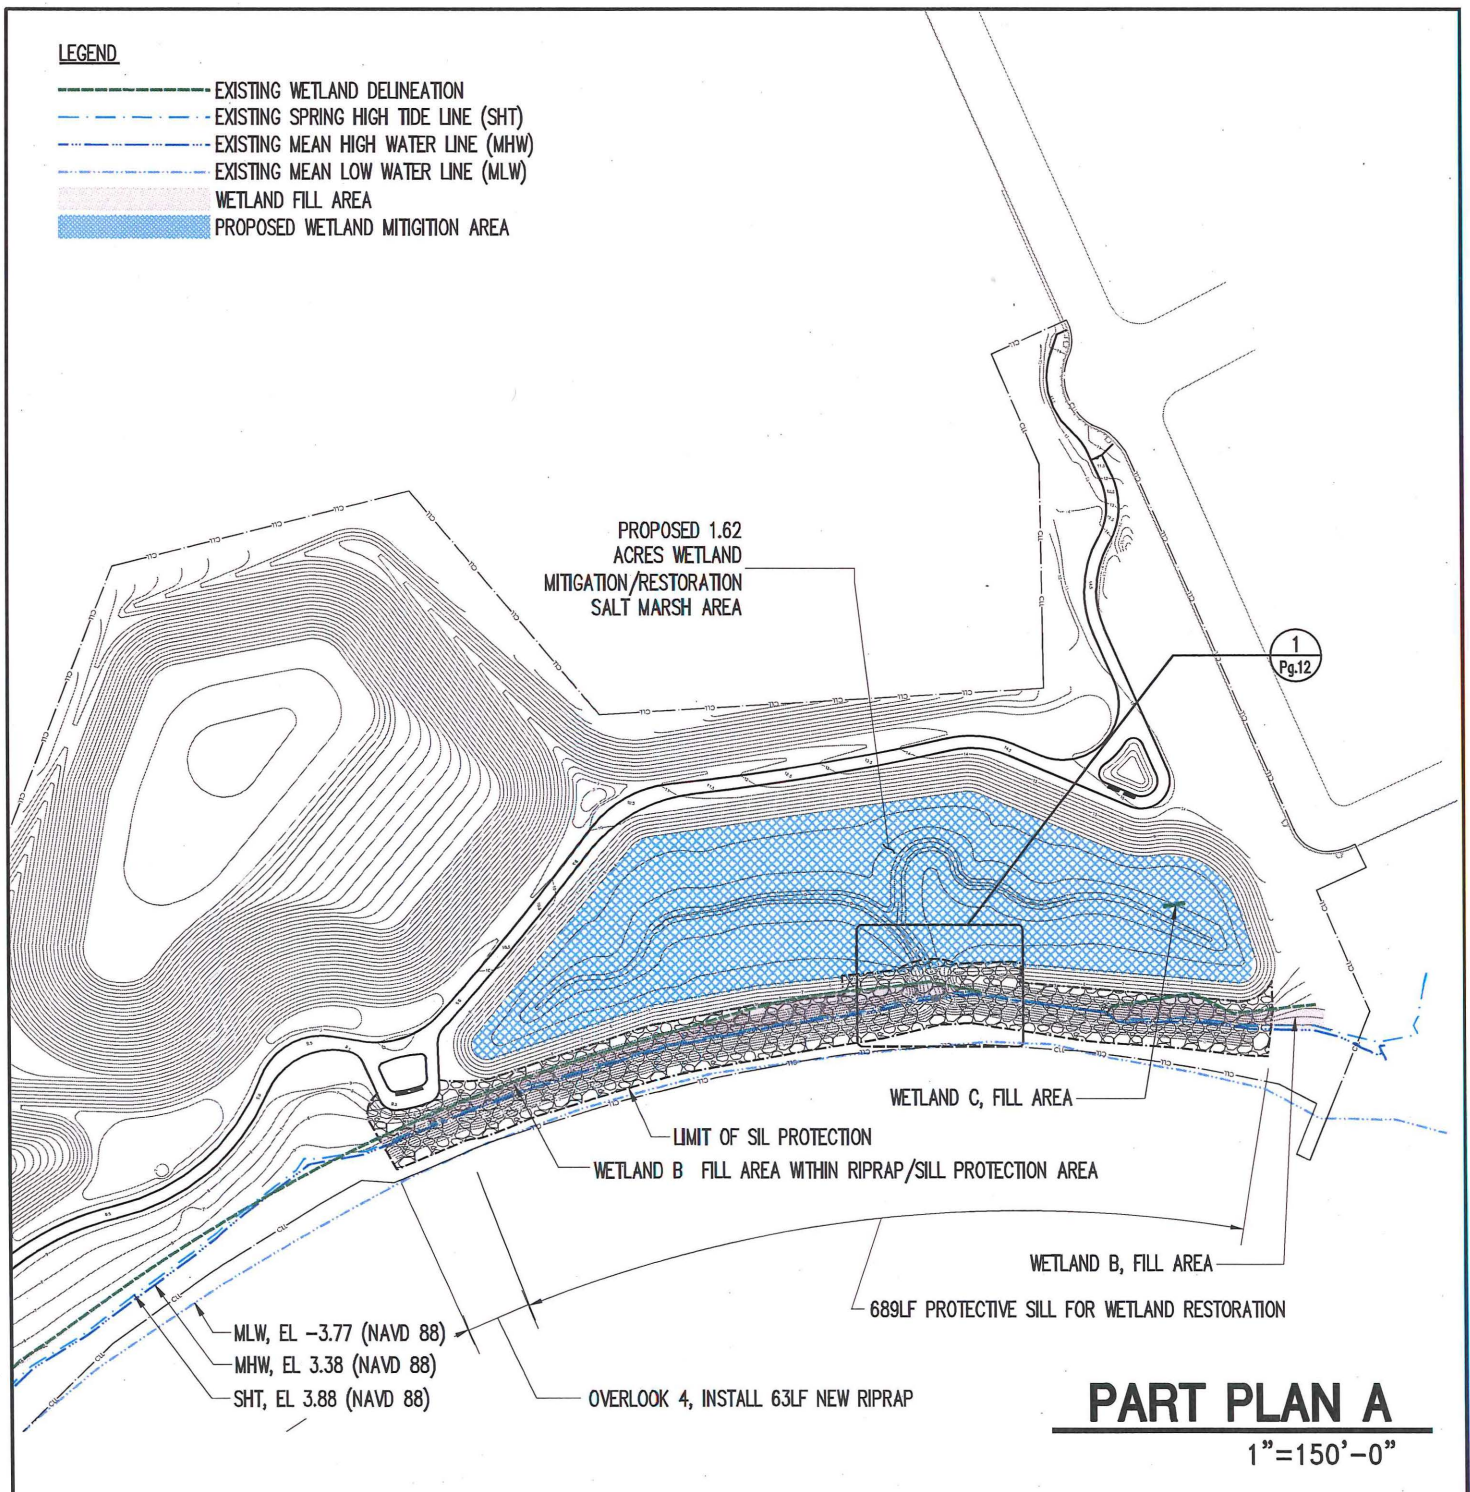 LEGEND
EXISTING WETLAND DELINEATION
EXISTING SPRING HIGH TIDE LINE (SHT)
EXISTING MEAN HIGH WATER LINE (MHW)
EXISTING MEAN LOW WATER LINE (MLW)
WETLAND FILL AREA
PROPOSED WETLAND MITIGITION AREA
PROPOSED 1.62
ACRES WETLAND
MITIGATION/RESTORATION
SALT MARSH AREA
1
Pg.12
WETLAND C, FILL AREA
LIMIT OF SIL PROTECTION
WETLAND B FILL AREA WITHIN RIPRAP/SILL PROTECTION AREA
WETLAND B, FILL AREA
689LF PROTECTIVE SILL FOR WETLAND RESTORATION
MLW, EL -3.77 (NAVD 88)
MHW, EL 3.38 (NAVD 88)
SHT, EL 3.88 (NAVD 88)
OVERLOOK 4, INSTALL 63LF NEW RIPRAP
PART PLAN A
1"=150'-0"